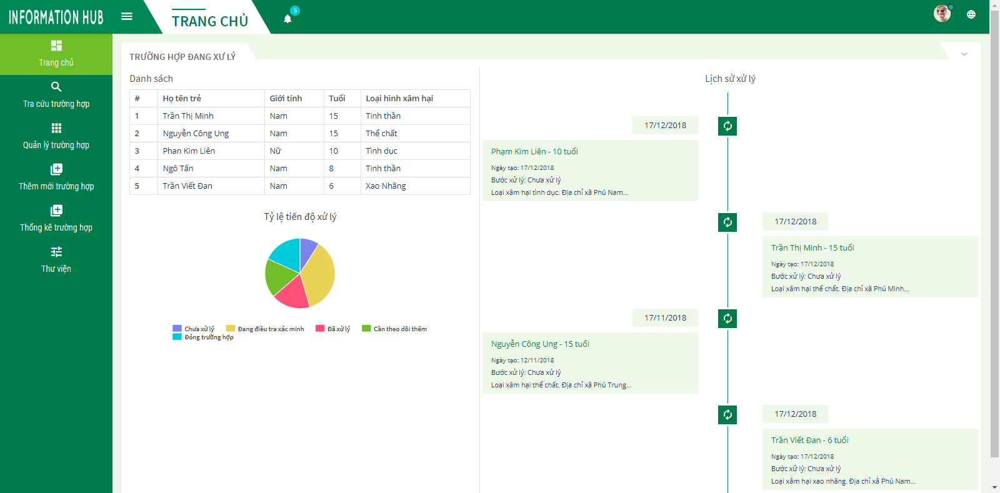 INFORMATION HUB
TRANG CHỦ
5
Trang chủ
Tra cứu trường hợp
Quản lý trường hợp
Thêm mới trường hợp
Thống kê trường hợp
Thư viện
TRƯỜNG HỢP ĐANG XƯ LÝ
Danh sách
# Họ tên trẻ Giới tính Tuổi Loại hình xâm hại
1 Trần Thị Minh Nam 15 Tinh thần
2 Nguyễn Công Ung Nam 15 Thể chất
3 Phan Kim Liên Nữ 10 Tình dục
4 Ngô Tấn Nam 8 Tinh thần
5 Trần Viết Đan Nam 6 Xao Nhãng
Tỷ lệ tiến độ xử lý
Chưa xử lý Đang điều tra xác minh Đã xử lý Cần theo dõi thêm
Đóng trường hợp
Lịch sử xử lý
17/12/2018
Phạm Kim Liên - 10 tuổi
Ngày tạo: 17/12/2018
Bước xử lý: Chưa xử lý
Loại xâm hại tình dục. Địa chỉ xã Phú Nam...
17/12/2018
Trần Thị Minh - 15 tuổi
Ngày tạo: 17/12/2018
Bước xử lý: Chưa xử lý
Loại xâm hại thể chất. Địa chỉ xã Phú Minh...
17/11/2018
Nguyễn Công Ung - 15 tuổi
Ngày tạo: 12/11/2018
Bước xử lý: Chưa xử lý
Loại xâm hại thể chất. Địa chỉ xã Phú Trung...
17/12/2018
Trần Viết Đan - 6 tuổi
Ngày tạo: 17/12/2018
Bước xử lý: Chưa xử lý
Loại xâm hại xao nhãng. Địa chỉ xã Phú Nam...